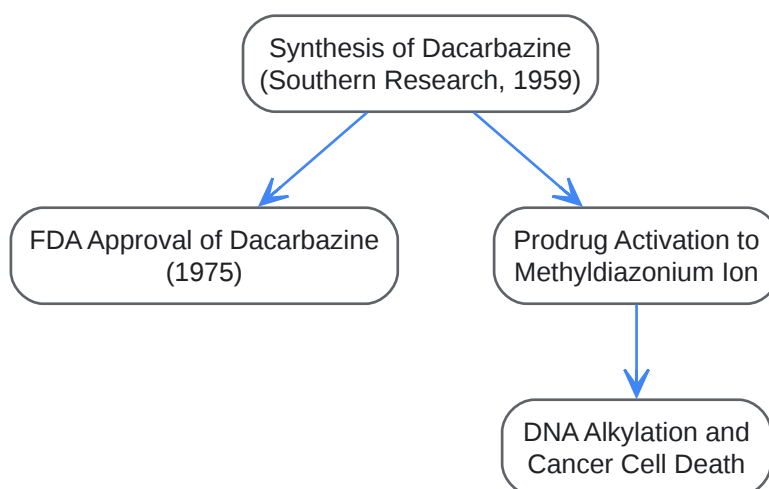 Synthesis of Dacarbazine
(Southern Research, 1959)
FDA Approval of Dacarbazine
(1975)
Prodrug Activation to
Methyldiazonium Ion
DNA Alkylation and
Cancer Cell Death